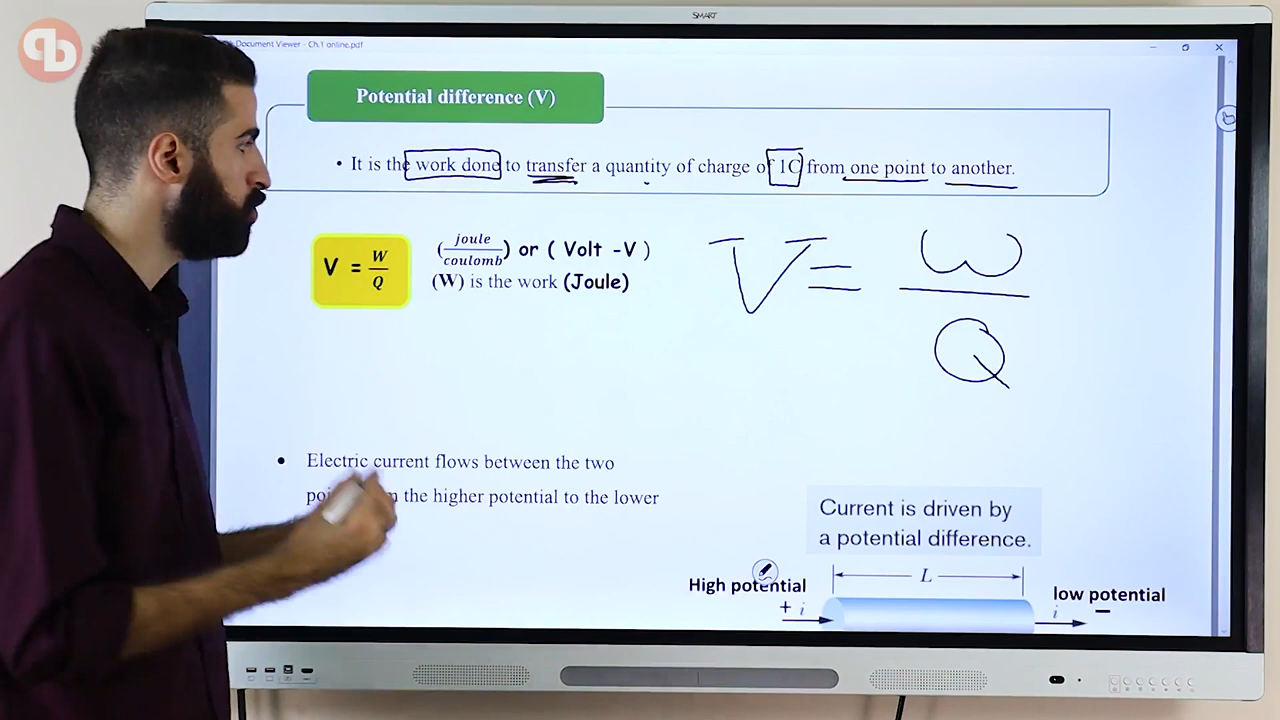 SMART
Document Viewer - Ch.1 online.pdf
Potential difference (V)
• It is the work done to transfer a quantity of charge of 1C from one point to another.
V = W/Q
(joule/coulomb) or ( Volt -V )
(W) is the work (Joule)
V = W/Q
• Electric current flows between the two
the higher potential to the lower
Current is driven by
a potential difference.
L
High potential
low potential
+ i
i